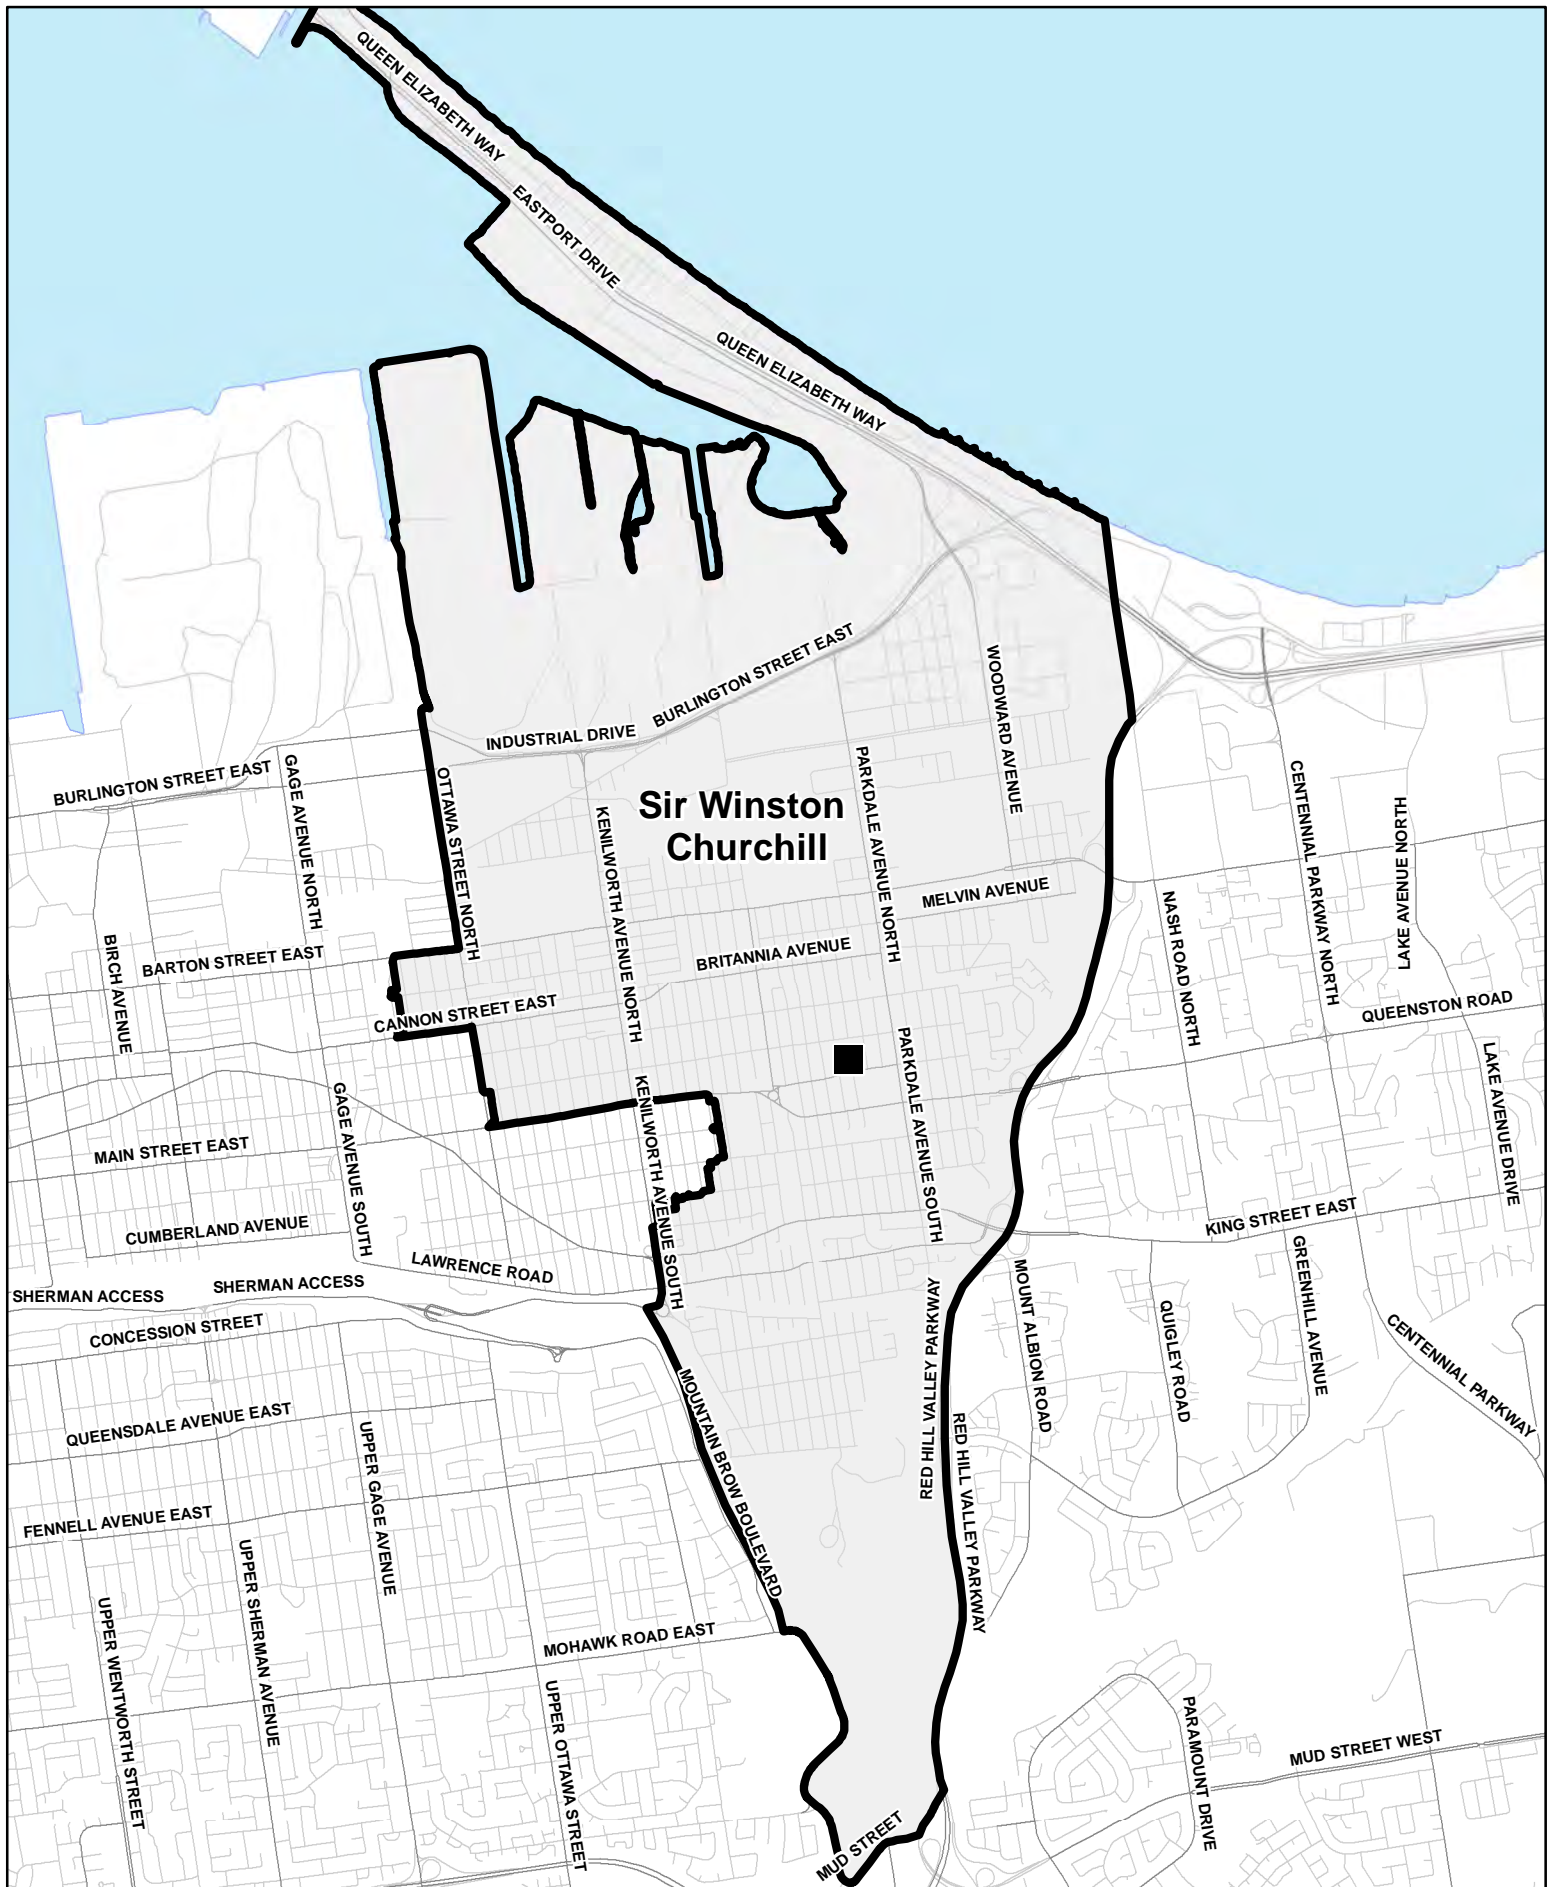 QUEEN ELIZABETH WAY
EASTPORT DRIVE
QUEEN ELIZABETH WAY
BURLINGTON STREET EAST
WOODWARD AVENUE
INDUSTRIAL DRIVE
BURLINGTON STREET EAST
GAGE AVENUE NORTH
OTTAWA STREET NORTH
Sir Winston
Churchill
KENILWORTH AVENUE NORTH
PARKDALE AVENUE NORTH
CENTENNIAL PARKWAY NORTH
LAKE AVENUE NORTH
MELVIN AVENUE
NASH ROAD NORTH
BIRCH AVENUE
BARTON STREET EAST
BRITANNIA AVENUE
CANNON STREET EAST
QUEENSTON ROAD
PARKDALE AVENUE SOUTH
LAKE AVENUE DRIVE
GAGE AVENUE SOUTH
KENILWORTH AVENUE SOUTH
MAIN STREET EAST
CUMBERLAND AVENUE
KING STREET EAST
LAWRENCE ROAD
GREENHILL AVENUE
MOUNT ALBION ROAD
SHERMAN ACCESS
SHERMAN ACCESS
RED HILL VALLEY PARKWAY
QUIGLEY ROAD
CONCESSION STREET
CENTENNIAL PARKWAY
MOUNTAIN BROW BOULEVARD
QUEENSDALE AVENUE EAST
RED HILL VALLEY PARKWAY
UPPER GAGE AVENUE
FENNELL AVENUE EAST
UPPER SHERMAN AVENUE
UPPER WENTWORTH STREET
MOHAWK ROAD EAST
UPPER OTTAWA STREET
PARAMOUNT DRIVE
MUD STREET WEST
MUD STREET